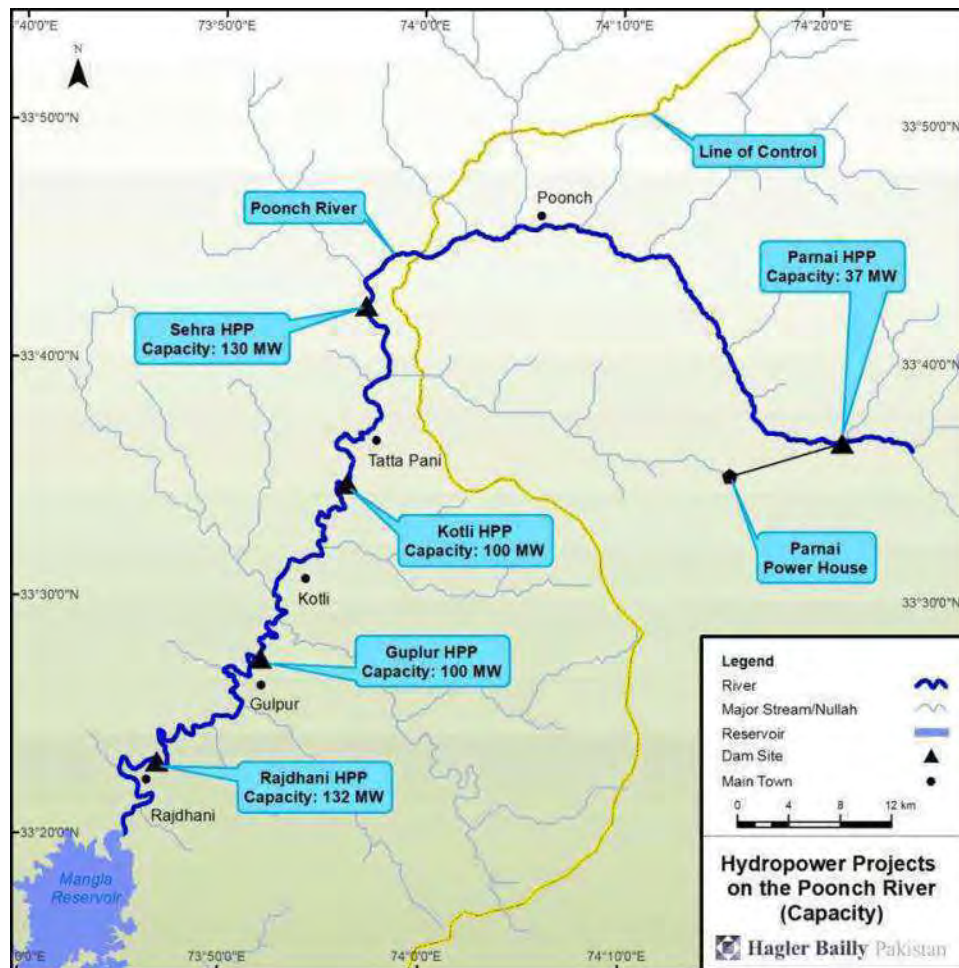 °40'0"E
73°50'0"E
74°0'0"E
74°10'0"E
74°20'0"E
N
33°50'0"N
33°50'0"N
Line of Control
Poonch
Poonch River
Parnai HPP
Capacity: 37 MW
Sehra HPP
Capacity: 130 MW
33°40'0"N
33°40'0"N
Tatta Pani
Kotli HPP
Capacity: 100 MW
Parnai
Power House
Kotli
33°30'0"N
33°30'0"N
Guplur HPP
Capacity: 100 MW
Gulpur
Rajdhani HPP
Capacity: 132 MW
Rajdhani
33°20'0"N
Mangla
Reservoir
Legend
River
Major Stream/Nullah
Reservoir
Dam Site
Main Town
0 4 8 12 km
Hydropower Projects
on the Poonch River
(Capacity)
Hagler Bailly Pakistan
0'0"E
73°50'0"E
74°0'0"E
74°10'0"E